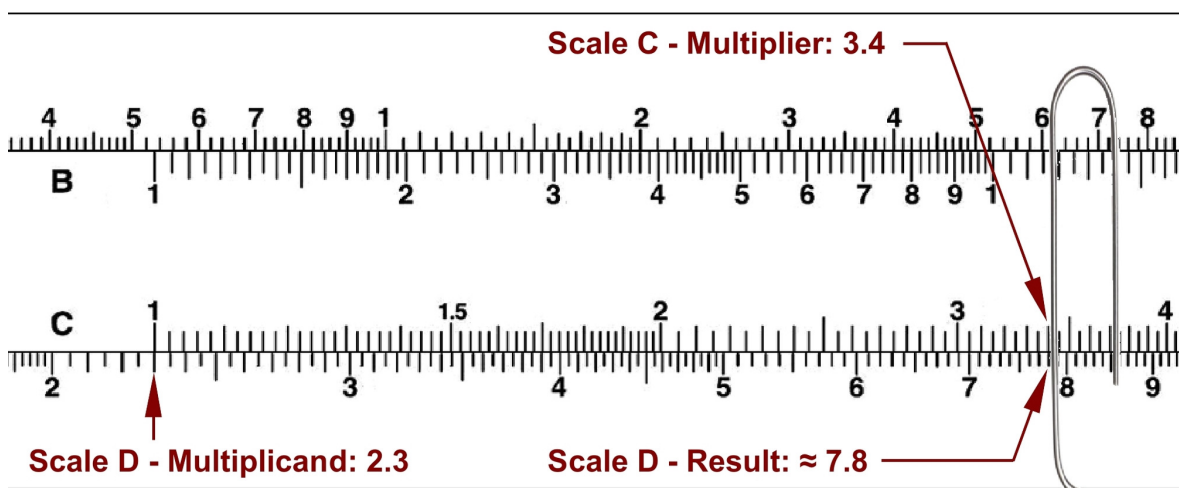 Scale C - Multiplier: 3.4
4 5 6 7 8 9 1 2 3 4 5 6 7 8
B
1 2 3 4 5 6 7 8 9 1
C
1 1.5 2 3 4
2 3 4 5 6 7 8 9
Scale D - Multiplicand: 2.3
Scale D - Result: ≈ 7.8